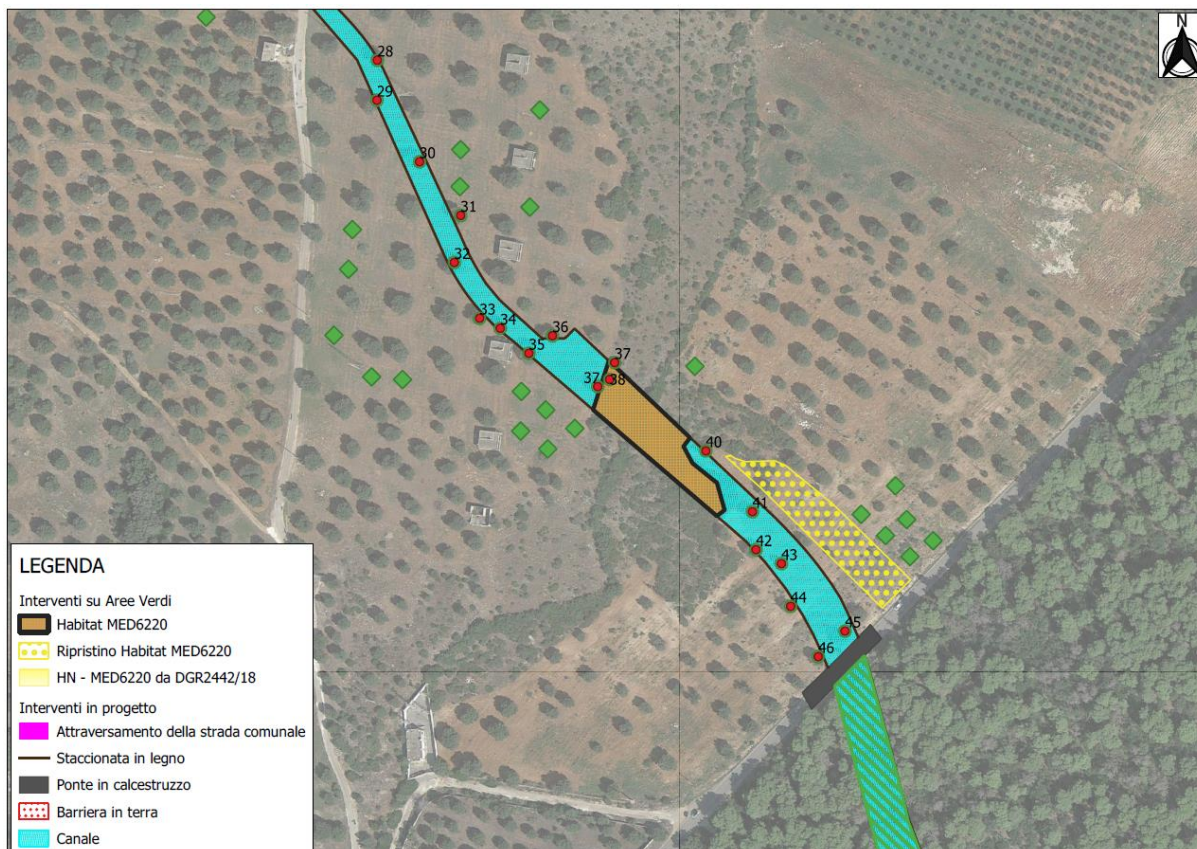 N
28
29
30
31
32
33
34
35
36
37
37
38
40
41
42
43
44
45
46
LEGENDA
Interventi su Aree Verdi
Habitat MED6220
Ripristino Habitat MED6220
HN - MED6220 da DGR2442/18
Interventi in progetto
Attraversamento della strada comunale
Staccionata in legno
Ponte in calcestruzzo
Barriera in terra
Canale